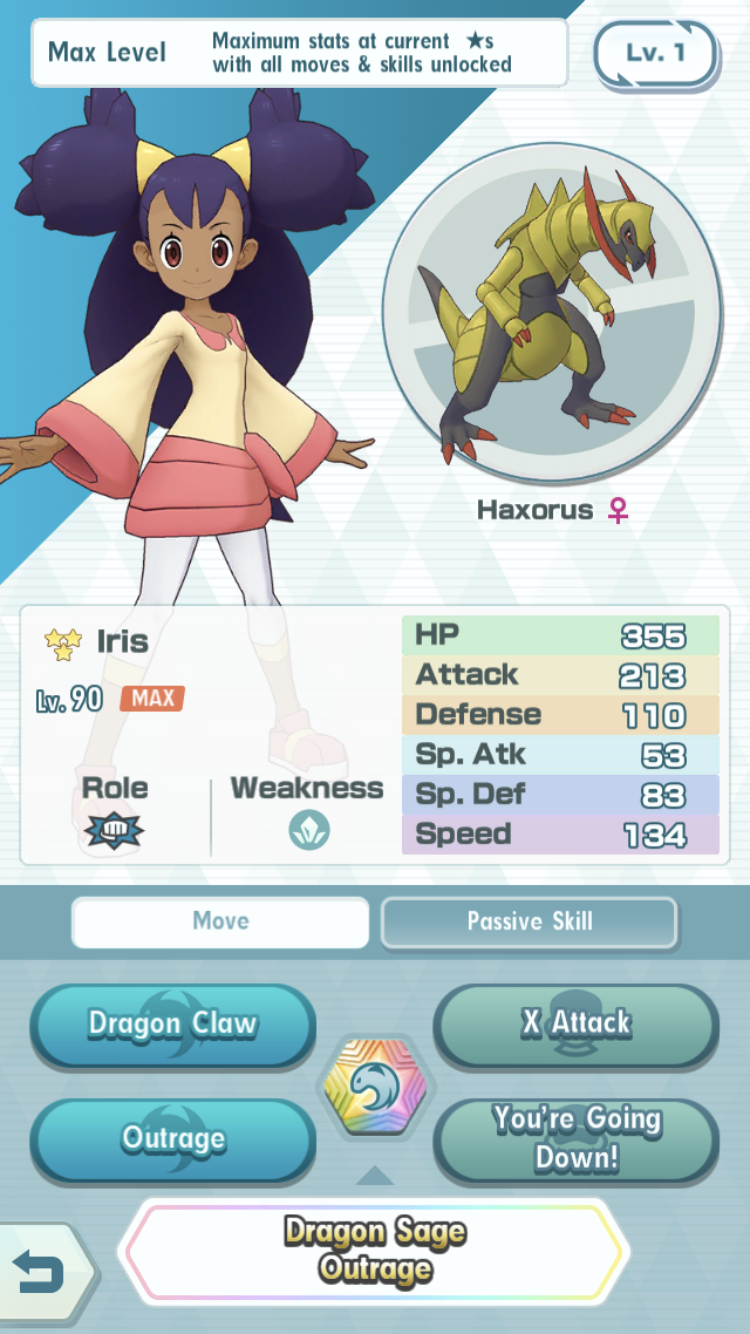 Max Level
Maximum stats at current ★s
with all moves & skills unlocked
Lv. 1
Haxorus ♀
Iris
Lv. 90 MAX
Role
Weakness
HP 355
Attack 213
Defense 110
Sp. Atk 53
Sp. Def 83
Speed 134
Move
Passive Skill
Dragon Claw
X Attack
Outrage
You're Going
Down!
Dragon Sage
Outrage